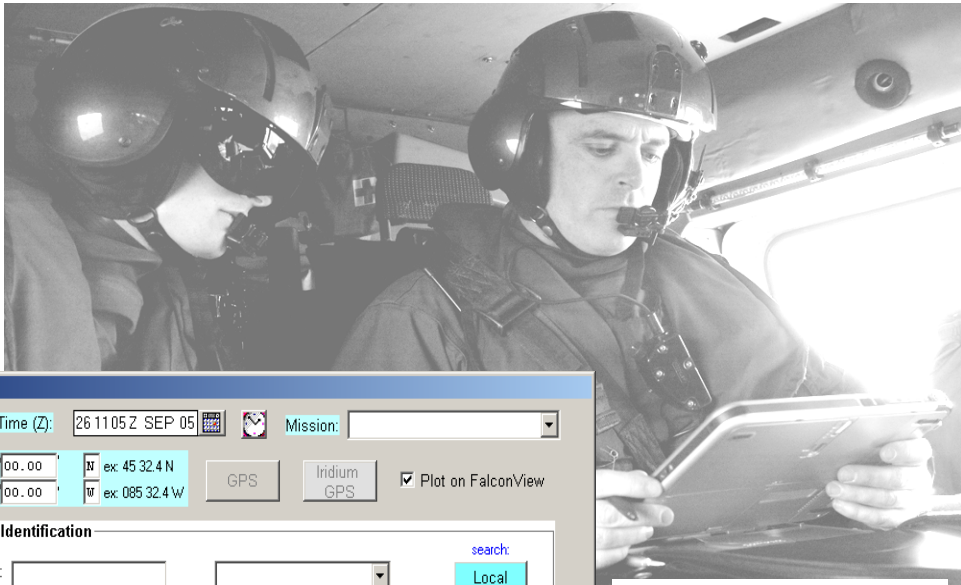 Time (Z): 26 1105 Z SEP 05 Mission:
00.00 ' N ex: 45 32.4 N
00.00 ' W ex: 085 32.4 W
GPS Iridium GPS Plot on FalconView
Identification
search:
: Local